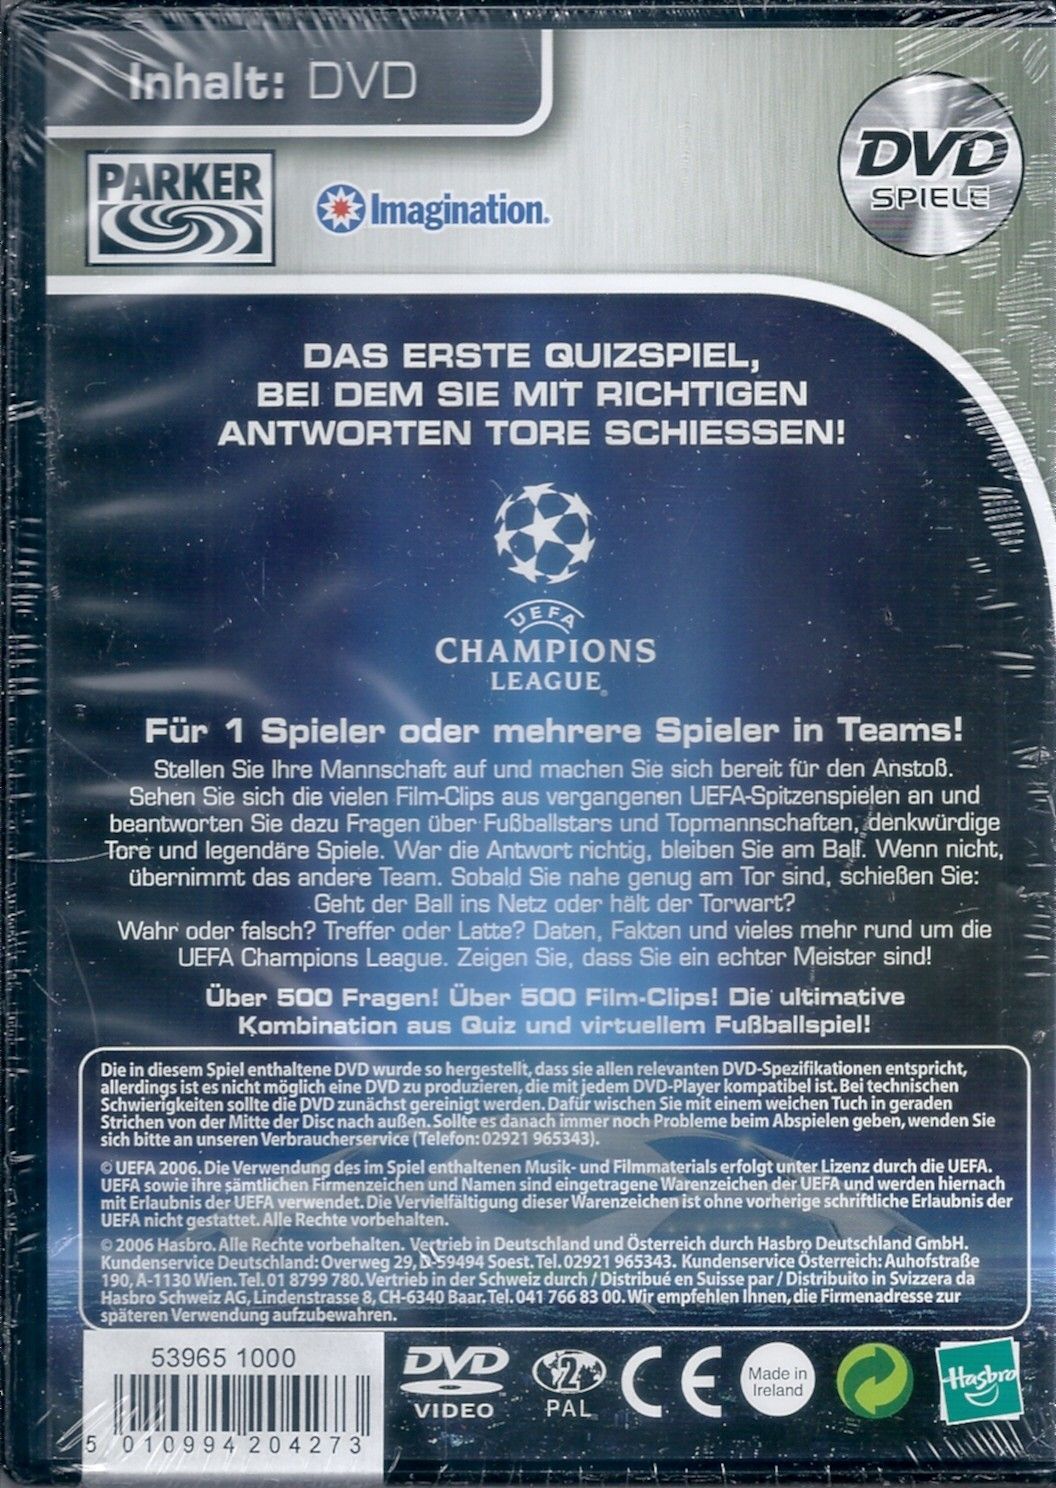 Inhalt: DVD
PARKER
Imagination.
DVD
SPIELE
DAS ERSTE QUIZSPIEL,
BEI DEM SIE MIT RICHTIGEN
ANTWORTEN TORE SCHIESSEN!
UEFA
CHAMPIONS
LEAGUE®
Für 1 Spieler oder mehrere Spieler in Teams!
Stellen Sie Ihre Mannschaft auf und machen Sie sich bereit für den Anstoß.
Sehen Sie sich die vielen Film-Clips aus vergangenen UEFA-Spitzenspielen an und
beantworten Sie dazu Fragen über Fußballstars und Topmannschaften, denkwürdige
Tore und legendäre Spiele. War die Antwort richtig, bleiben Sie am Ball. Wenn nicht,
übernimmt das andere Team. Sobald Sie nahe genug am Tor sind, schießen Sie:
Geht der Ball ins Netz oder hält der Torwart?
Wahr oder falsch? Treffer oder Latte? Daten, Fakten und vieles mehr rund um die
UEFA Champions League. Zeigen Sie, dass Sie ein echter Meister sind!
Über 500 Fragen! Über 500 Film-Clips! Die ultimative
Kombination aus Quiz und virtuellem Fußballspiel!
Die in diesem Spiel enthaltene DVD wurde so hergestellt, dass sie allen relevanten DVD-Spezifikationen entspricht,
allerdings ist es nicht möglich eine DVD zu produzieren, die mit jedem DVD-Player kompatibel ist. Bei technischen
Schwierigkeiten sollte die DVD zunächst gereinigt werden. Dafür wischen Sie mit einem weichen Tuch in geraden
Strichen von der Mitte der Disc nach außen. Sollte es danach immer noch Probleme beim Abspielen geben, wenden Sie
sich bitte an unseren Verbraucherservice (Telefon: 02921 965343).
© UEFA 2006. Die Verwendung des im Spiel enthaltenen Musik- und Filmmaterials erfolgt unter Lizenz durch die UEFA.
UEFA sowie ihre sämtlichen Firmenzeichen und Namen sind eingetragene Warenzeichen der UEFA und werden hiernach
mit Erlaubnis der UEFA verwendet. Die Vervielfältigung dieser Warenzeichen ist ohne vorherige schriftliche Erlaubnis der
UEFA nicht gestattet. Alle Rechte vorbehalten.
© 2006 Hasbro. Alle Rechte vorbehalten. Vertrieb in Deutschland und Österreich durch Hasbro Deutschland GmbH.
Kundenservice Deutschland: Overweg 29, D-59494 Soest. Tel. 02921 965343. Kundenservice Österreich: Auhofstraße
190, A-1130 Wien. Tel. 01 8799 780. Vertrieb in der Schweiz durch / Distribué en Suisse par / Distribuito in Svizzera da
Hasbro Schweiz AG, Lindenstrasse 8, CH-6340 Baar. Tel. 041 766 83 00. Wir empfehlen Ihnen, die Firmenadresse zur
späteren Verwendung aufzubewahren.
53965 1000
5 010994 204273
DVD
VIDEO
2
PAL
CE
Made in
Ireland
Hasbro